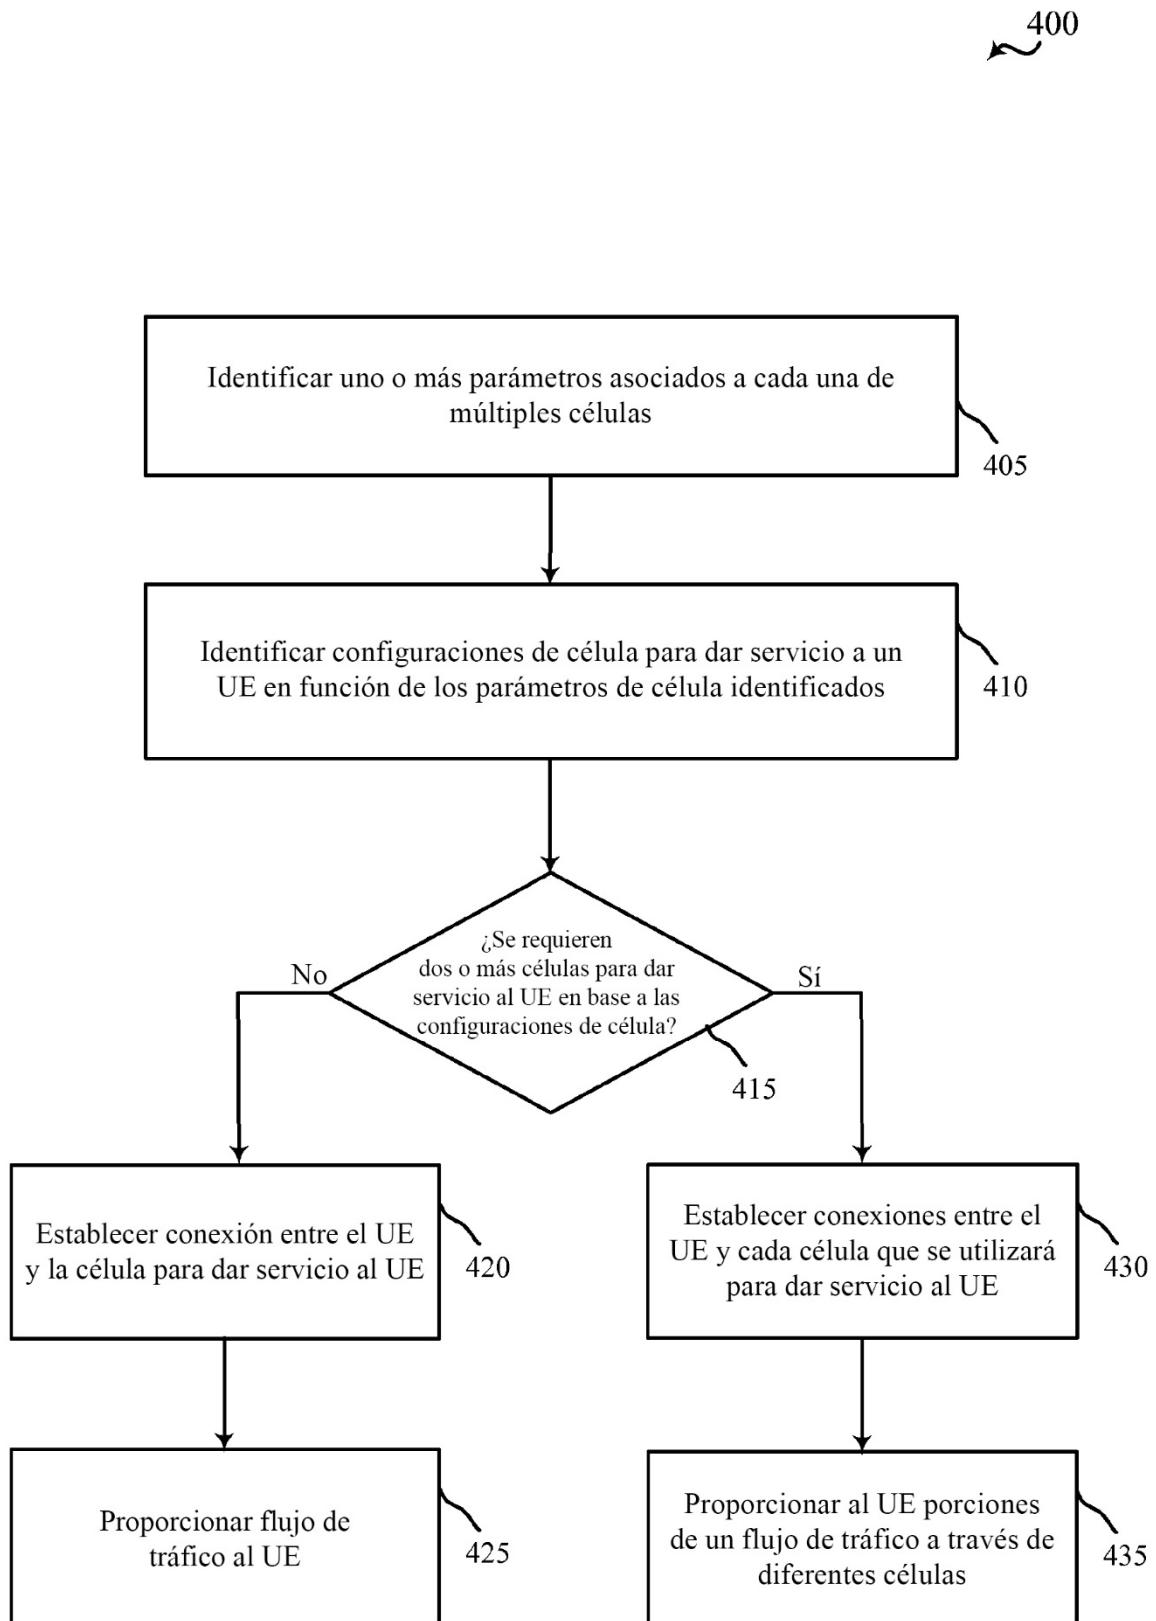 400
Identificar uno o más parámetros asociados a cada una de
múltiples células
405
Identificar configuraciones de célula para dar servicio a un
UE en función de los parámetros de célula identificados
410
¿Se requieren
dos o más células para dar
servicio al UE en base a las
configuraciones de célula?
No
Sí
415
Establecer conexión entre el UE
y la célula para dar servicio al UE
420
Establecer conexiones entre el
UE y cada célula que se utilizará
para dar servicio al UE
430
Proporcionar flujo de
tráfico al UE
425
Proporcionar al UE porciones
de un flujo de tráfico a través de
diferentes células
435